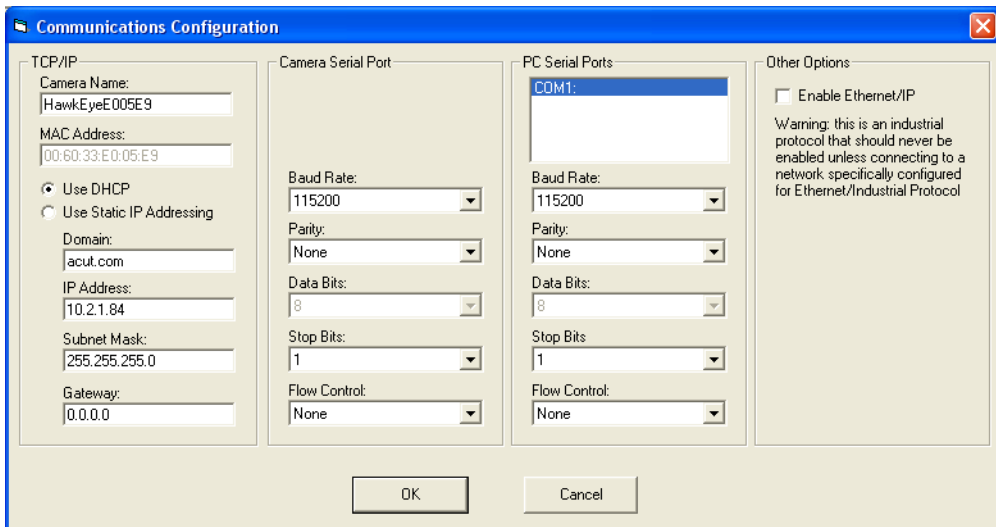 Communications Configuration
TCP/IP
Camera Name:
HawkEyeE005E9
MAC Address:
00:60:33:E0:05:E9
Use DHCP
Use Static IP Addressing
Domain:
acut.com
IP Address:
10.2.1.84
Subnet Mask:
255.255.255.0
Gateway:
0.0.0.0
Camera Serial Port
Baud Rate:
115200
Parity:
None
Data Bits:
8
Stop Bits:
1
Flow Control:
None
PC Serial Ports
COM1:
Baud Rate:
115200
Parity:
None
Data Bits:
8
Stop Bits
1
Flow Control:
None
Other Options
Enable Ethernet/IP
Warning: this is an industrial
protocol that should never be
enabled unless connecting to a
network specifically configured
for Ethernet/Industrial Protocol
OK
Cancel